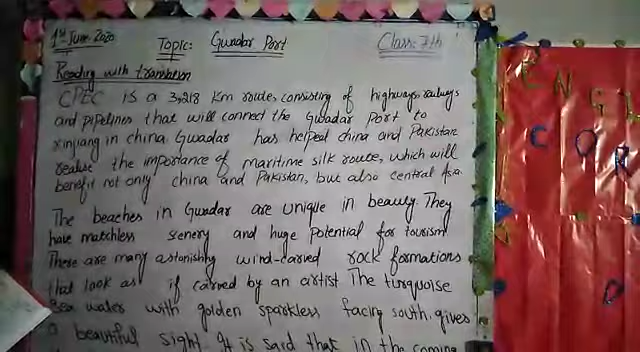 1st June, 2020
Topic: Gwadar Port
Class: 7th
Reading with translation
CPEC is a 3,218 km route, consisting of highways, railways
and pipelines that will connect the Gwadar Port to
xinjiang in china. Gwadar has helped china and Pakistan
realise the importance of maritime silk route, which will
benefit not only china and Pakistan, but also central Asia.
The beaches in Gwadar are unique in beauty. They
have matchless senery and huge potential for tourism
There are many astonishing wind-carved rock formations
that look as if carved by an artist The turquoise
sea water with golden sparkless facing south, gives
a beautiful sight. It is said that in the coming
ENGL
COR
D